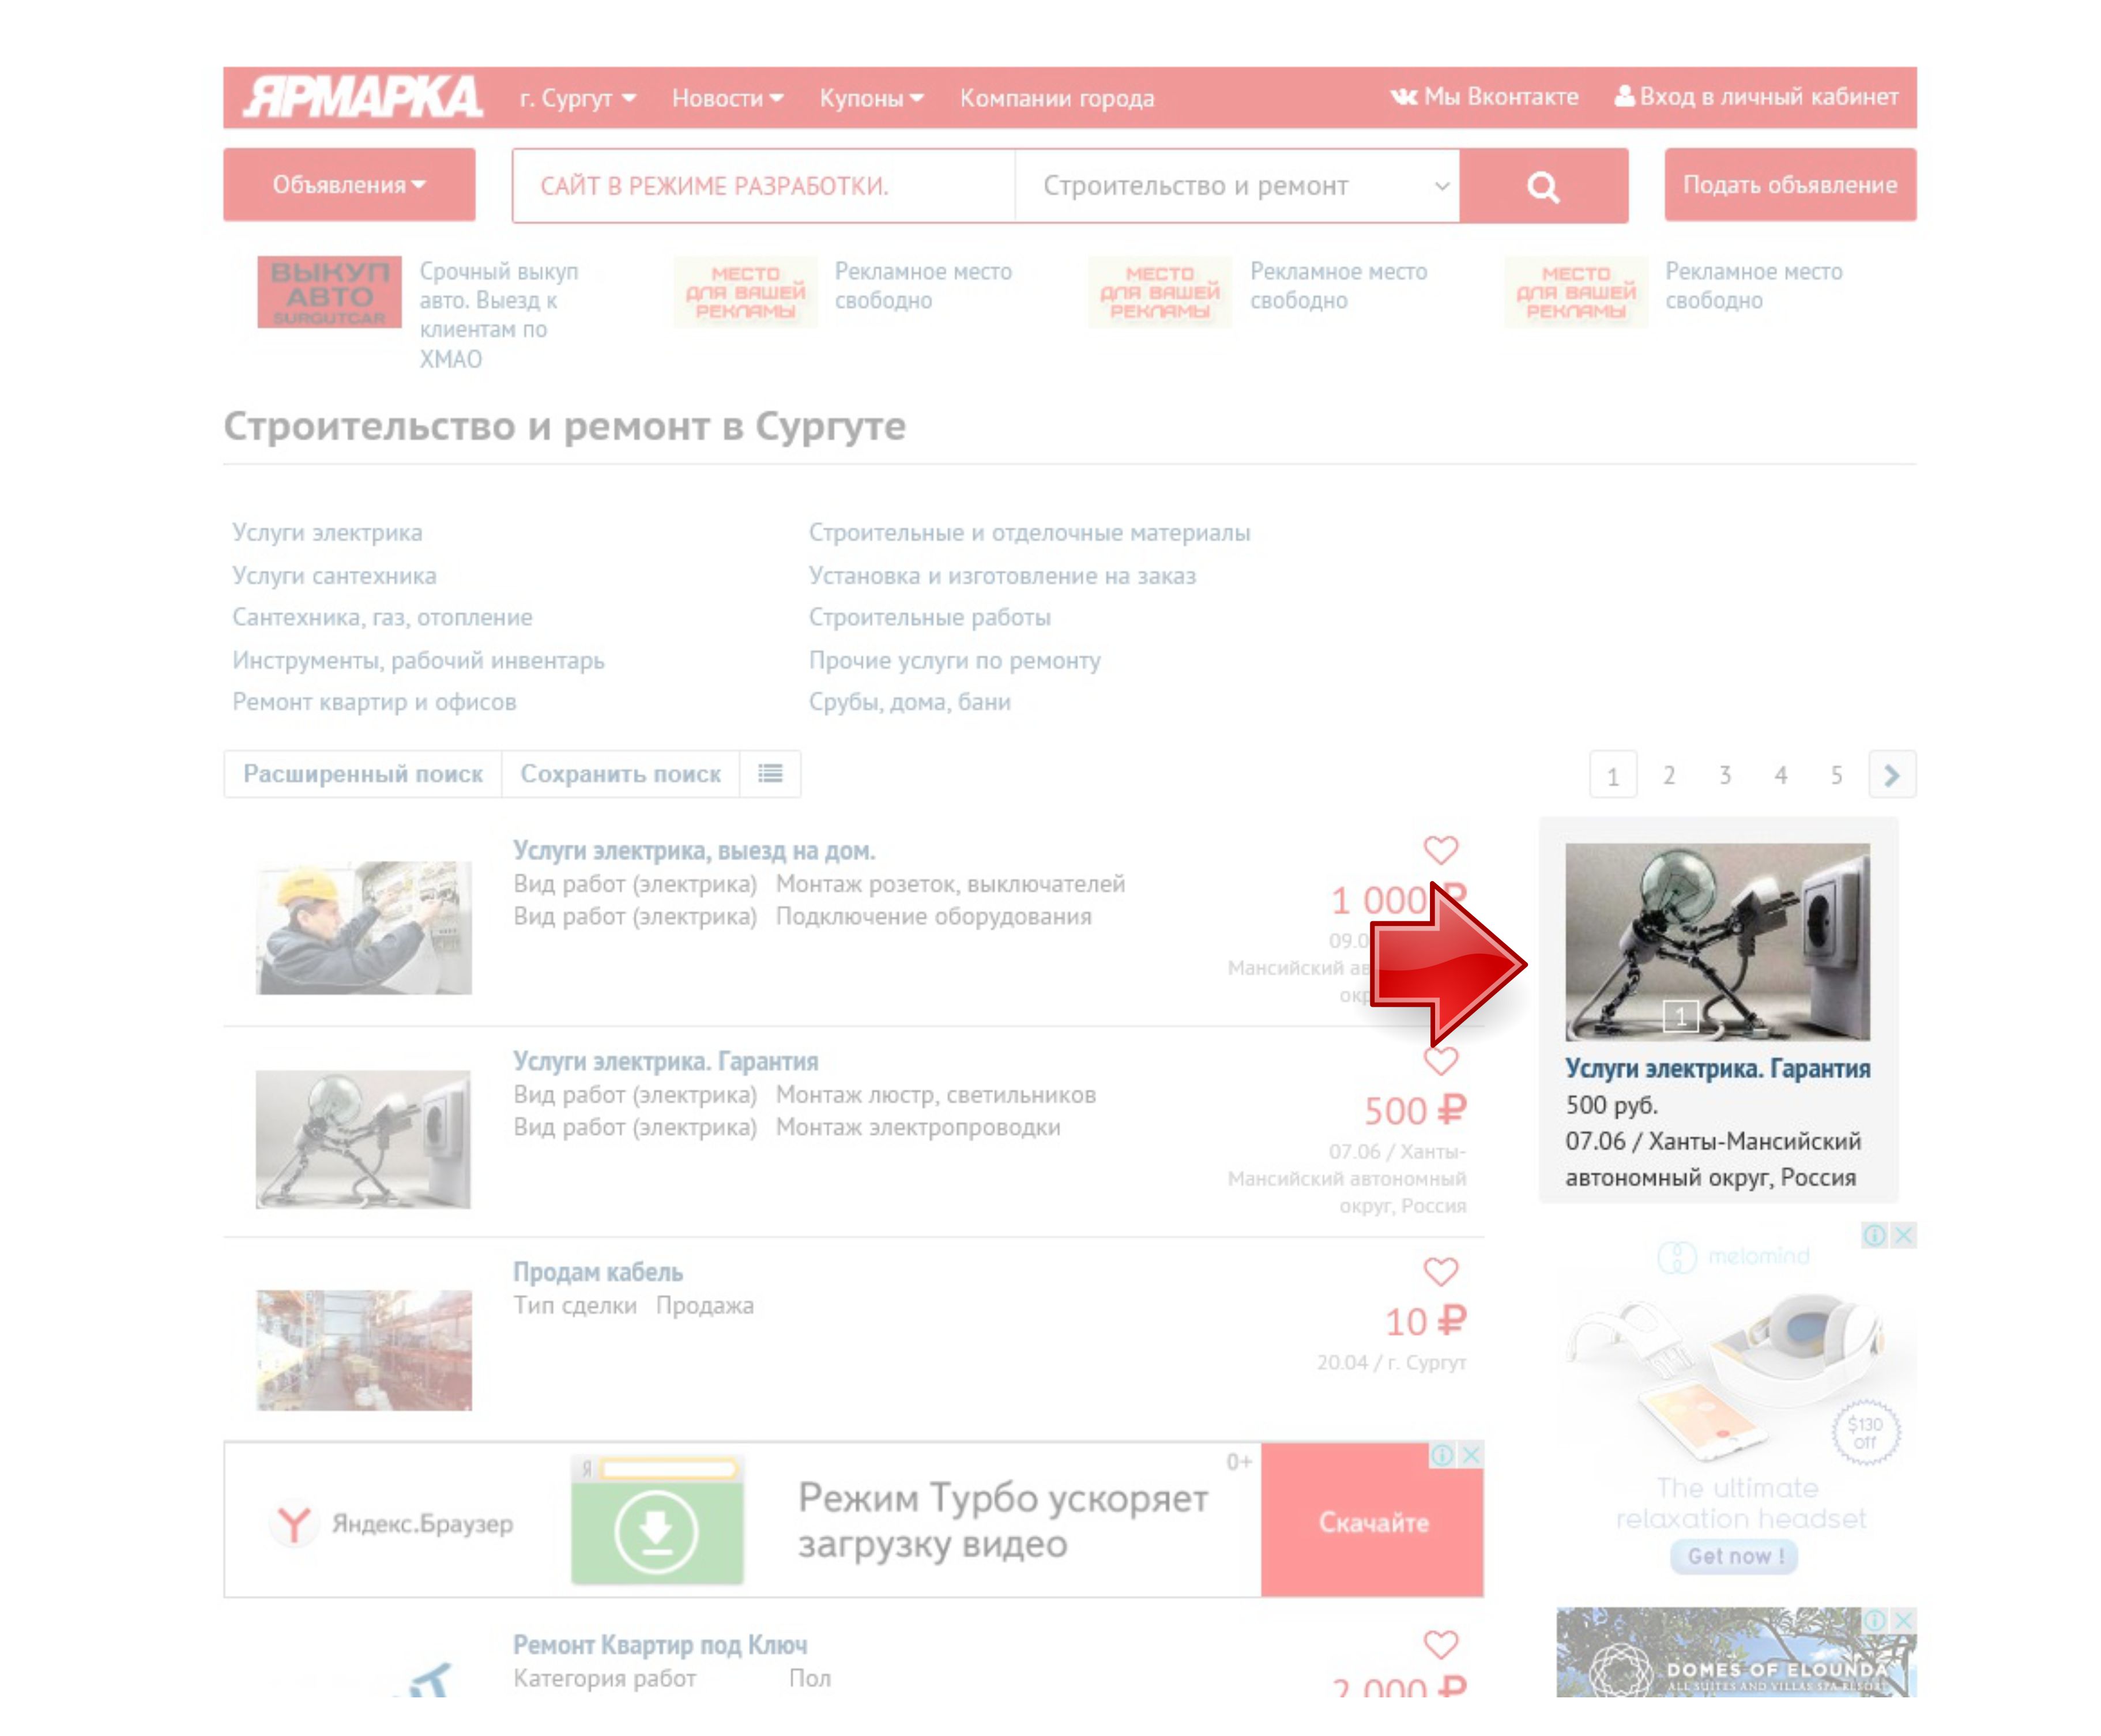 ЯРМАРКА г. Сургут Новости Купоны Компании города Мы Вконтакте Вход в личный кабинет
Объявления САЙТ В РЕЖИМЕ РАЗРАБОТКИ. Строительство и ремонт Подать объявление
ВЫКУП
АВТО
SURGUTCAR
Срочный выкуп
авто. Выезд к
клиентам по
ХМАО
МЕСТО
ДЛЯ ВАШЕЙ
РЕКЛАМЫ
Рекламное место
свободно
МЕСТО
ДЛЯ ВАШЕЙ
РЕКЛАМЫ
Рекламное место
свободно
МЕСТО
ДЛЯ ВАШЕЙ
РЕКЛАМЫ
Рекламное место
свободно
Строительство и ремонт в Сургуте
Услуги электрика
Услуги сантехника
Сантехника, газ, отопление
Инструменты, рабочий инвентарь
Ремонт квартир и офисов
Строительные и отделочные материалы
Установка и изготовление на заказ
Строительные работы
Прочие услуги по ремонту
Срубы, дома, бани
Расширенный поиск Сохранить поиск
1 2 3 4 5
Услуги электрика, выезд на дом.
Вид работ (электрика) Монтаж розеток, выключателей
Вид работ (электрика) Подключение оборудования
1 000 ₽
09.0
Мансийский
Услуги электрика. Гарантия
Вид работ (электрика) Монтаж люстр, светильников
Вид работ (электрика) Монтаж электропроводки
500 ₽
07.06 / Ханты-
Мансийский автономный
округ, Россия
Продам кабель
Тип сделки Продажа
10 ₽
20.04 / г. Сургут
Я
Яндекс.Браузер
Режим Турбо ускоряет
загрузку видео
0+
Скачайте
Ремонт Квартир под Ключ
Категория работ Пол
2 000 ₽
1
Услуги электрика. Гарантия
500 руб.
07.06 / Ханты-Мансийский
автономный округ, Россия
melomind
$130
off
The ultimate
relaxation headset
Get now !
DOMES OF ELOUNDA
ALL SUITES AND VILLAS SPA RESORT